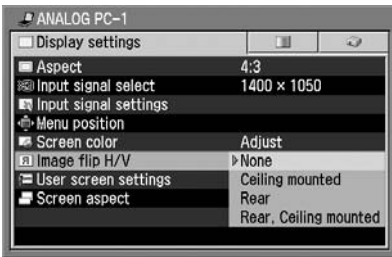 ANALOG PC-1
Display settings
Aspect 4:3
Input signal select 1400 × 1050
Input signal settings
Menu position
Screen color Adjust
Image flip H/V None
Ceiling mounted
User screen settings Rear
Screen aspect Rear, Ceiling mounted